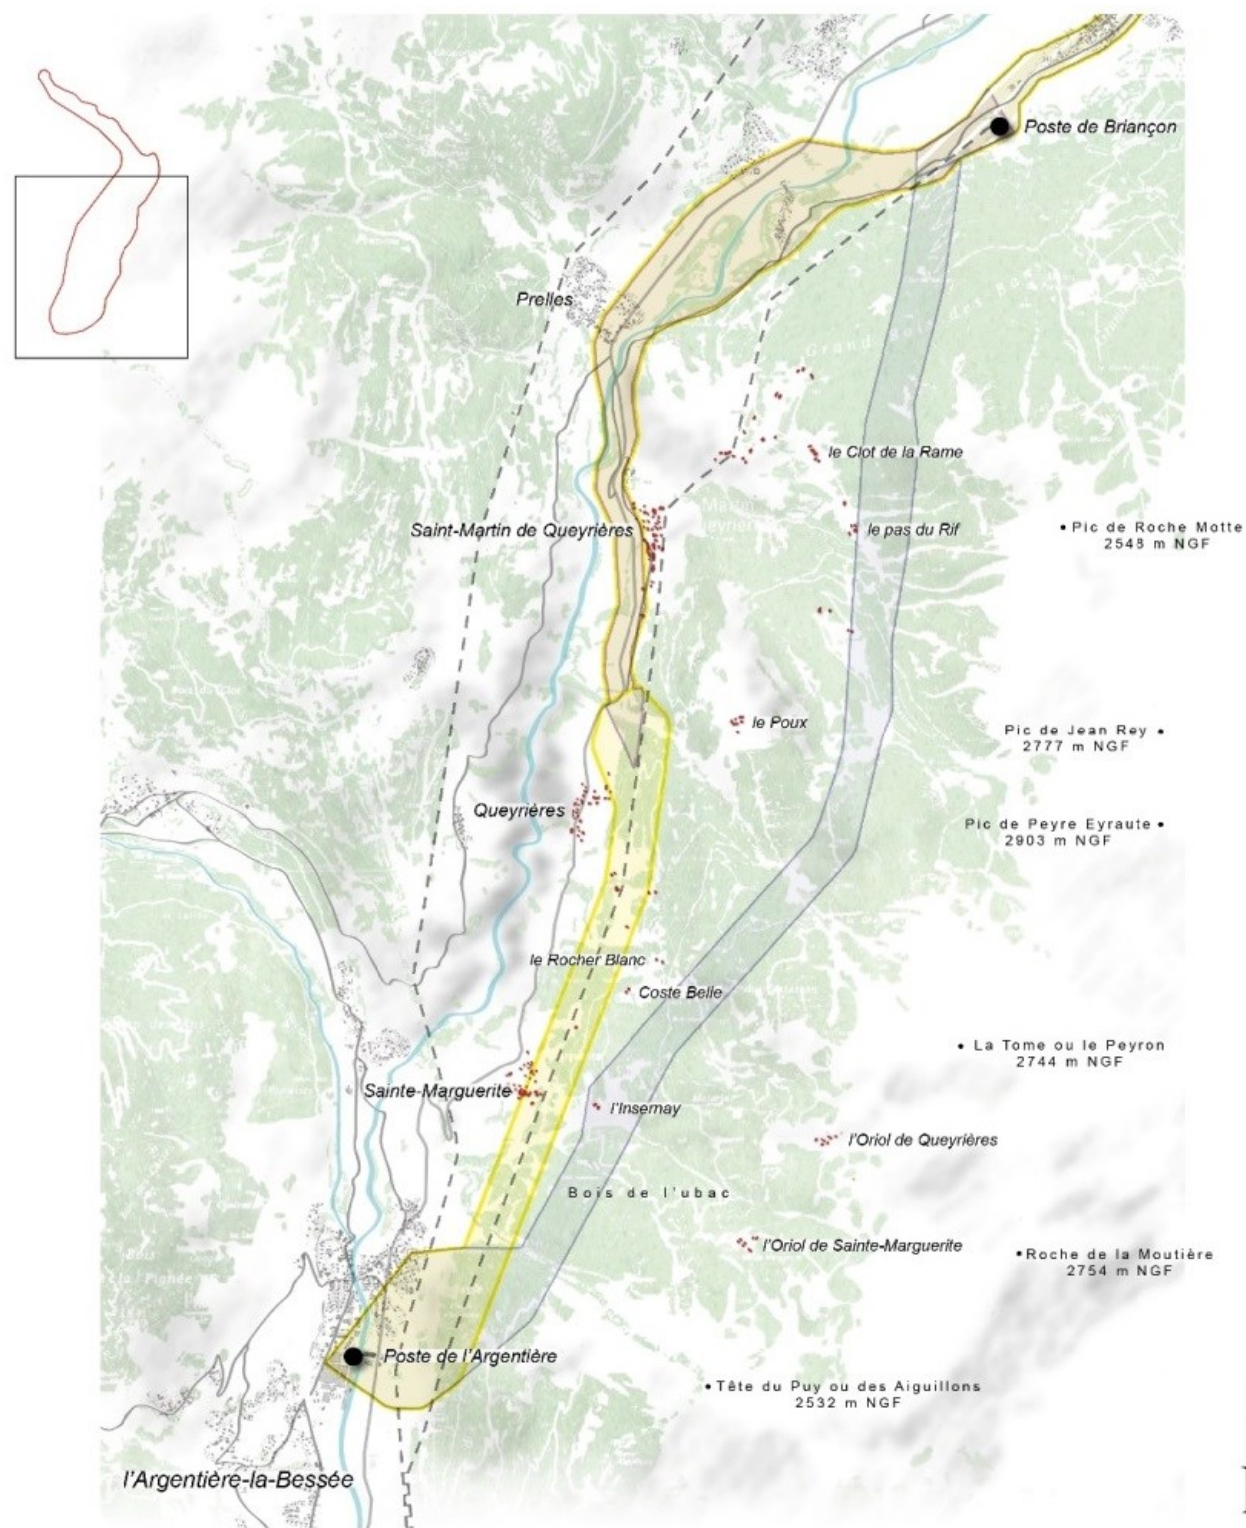 Poste de Briançon
Prelles
Grand Bois de
le Clot de la Rame
Saint-Martin de Queyrières
le pas du Rif
Pic de Roche Motte
2548 m NGF
le Poux
Pic de Jean Rey
2777 m NGF
Queyrières
Pic de Peyre Eyraute
2903 m NGF
le Rocher Blanc
Coste Belle
La Tome ou le Peyron
2744 m NGF
Sainte-Marguerite
l'Insernay
l'Oriol de Queyrières
Bois de l'ubac
l'Oriol de Sainte-Marguerite
Roche de la Moutière
2754 m NGF
Poste de l'Argentière
Tête du Puy ou des Aiguillons
2532 m NGF
l'Argentière-la-Bessée